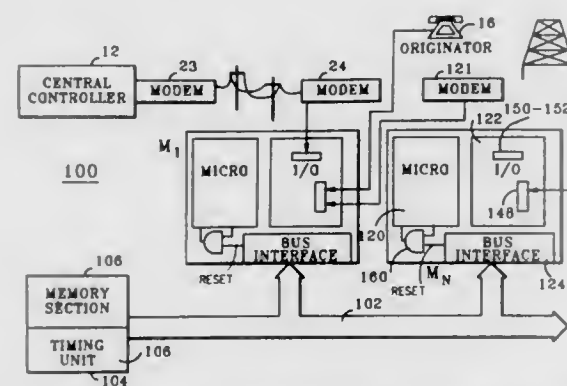 12
23
24
16
ORIGINATOR
121
CENTRAL
CONTROLLER
MODEM
MODEM
MODEM
150-152
122
M1
MICRO
I/O
MICRO
I/O
100
148
120
BUS
INTERFACE
BUS
INTERFACE
RESET
160
MN
RESET
124
106
MEMORY
SECTION
102
TIMING
UNIT
106
104